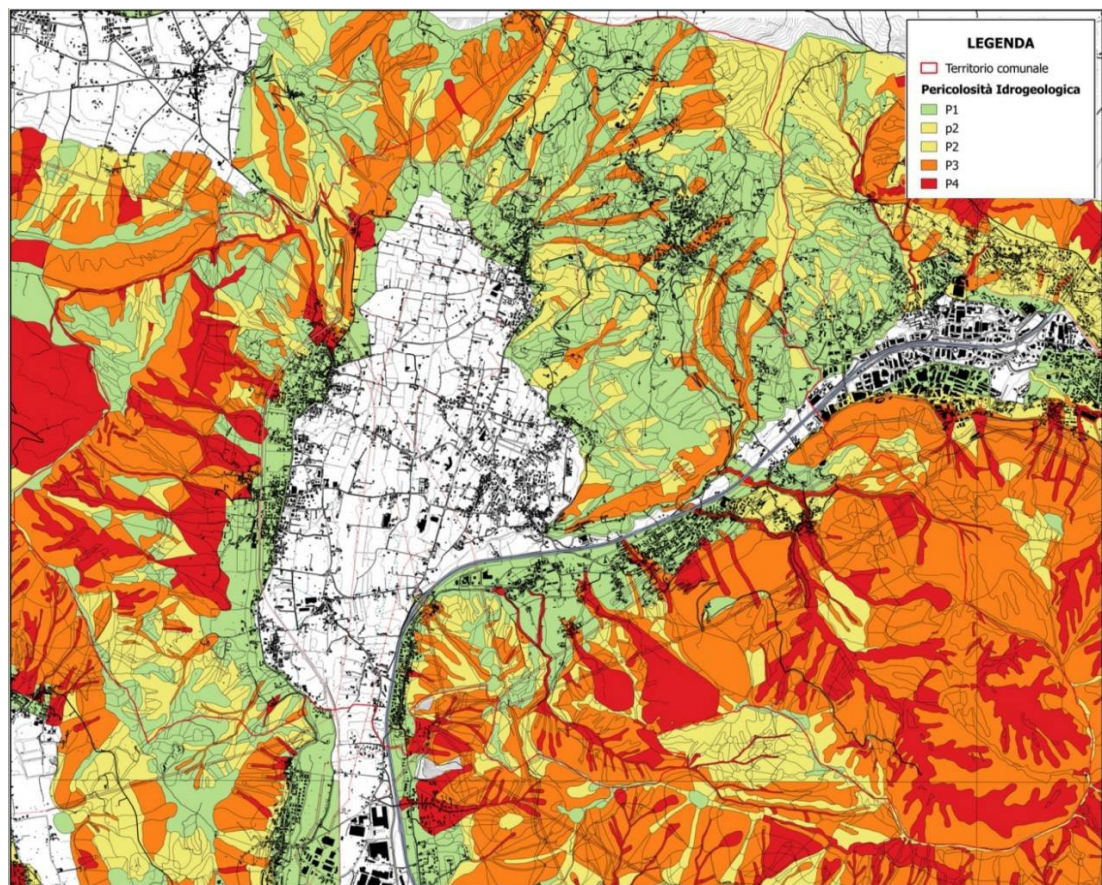 LEGENDA
Territorio comunale
Pericolosità Idrogeologica
P1
p2
P2
P3
P4